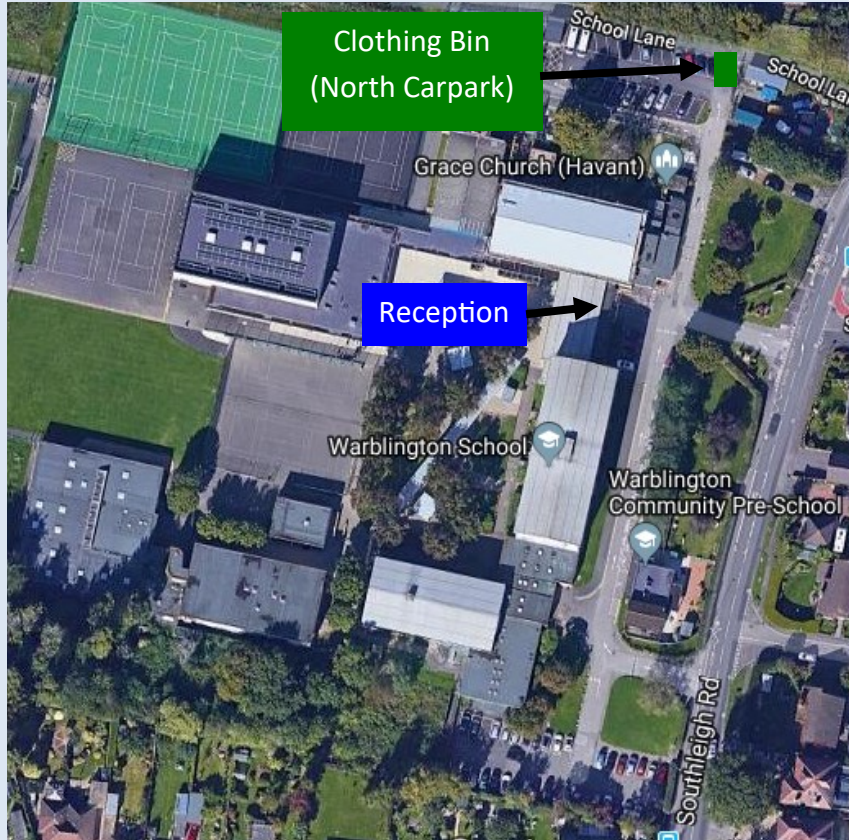 School Lane
Clothing Bin
(North Carpark)
School La
Grace Church (Havant)
Reception
Warblington School
Warblington
Community Pre-School
Southleigh Rd